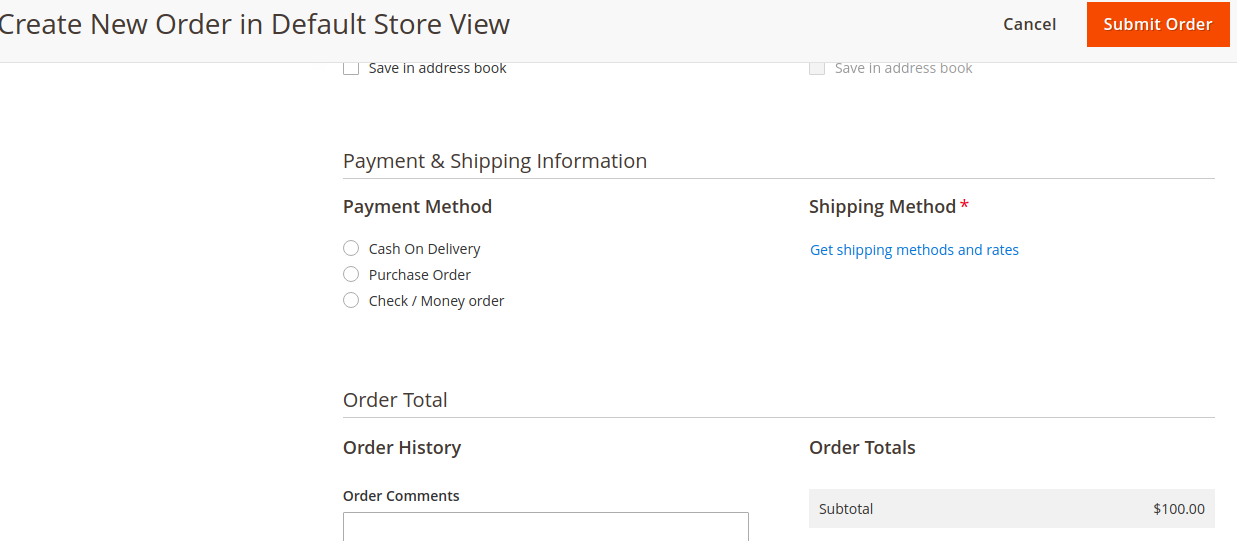 Create New Order in Default Store View
Cancel
Submit Order
Save in address book
Save in address book
Payment & Shipping Information
Payment Method
Shipping Method *
Cash On Delivery
Get shipping methods and rates
Purchase Order
Check / Money order
Order Total
Order History
Order Totals
Order Comments
Subtotal $100.00